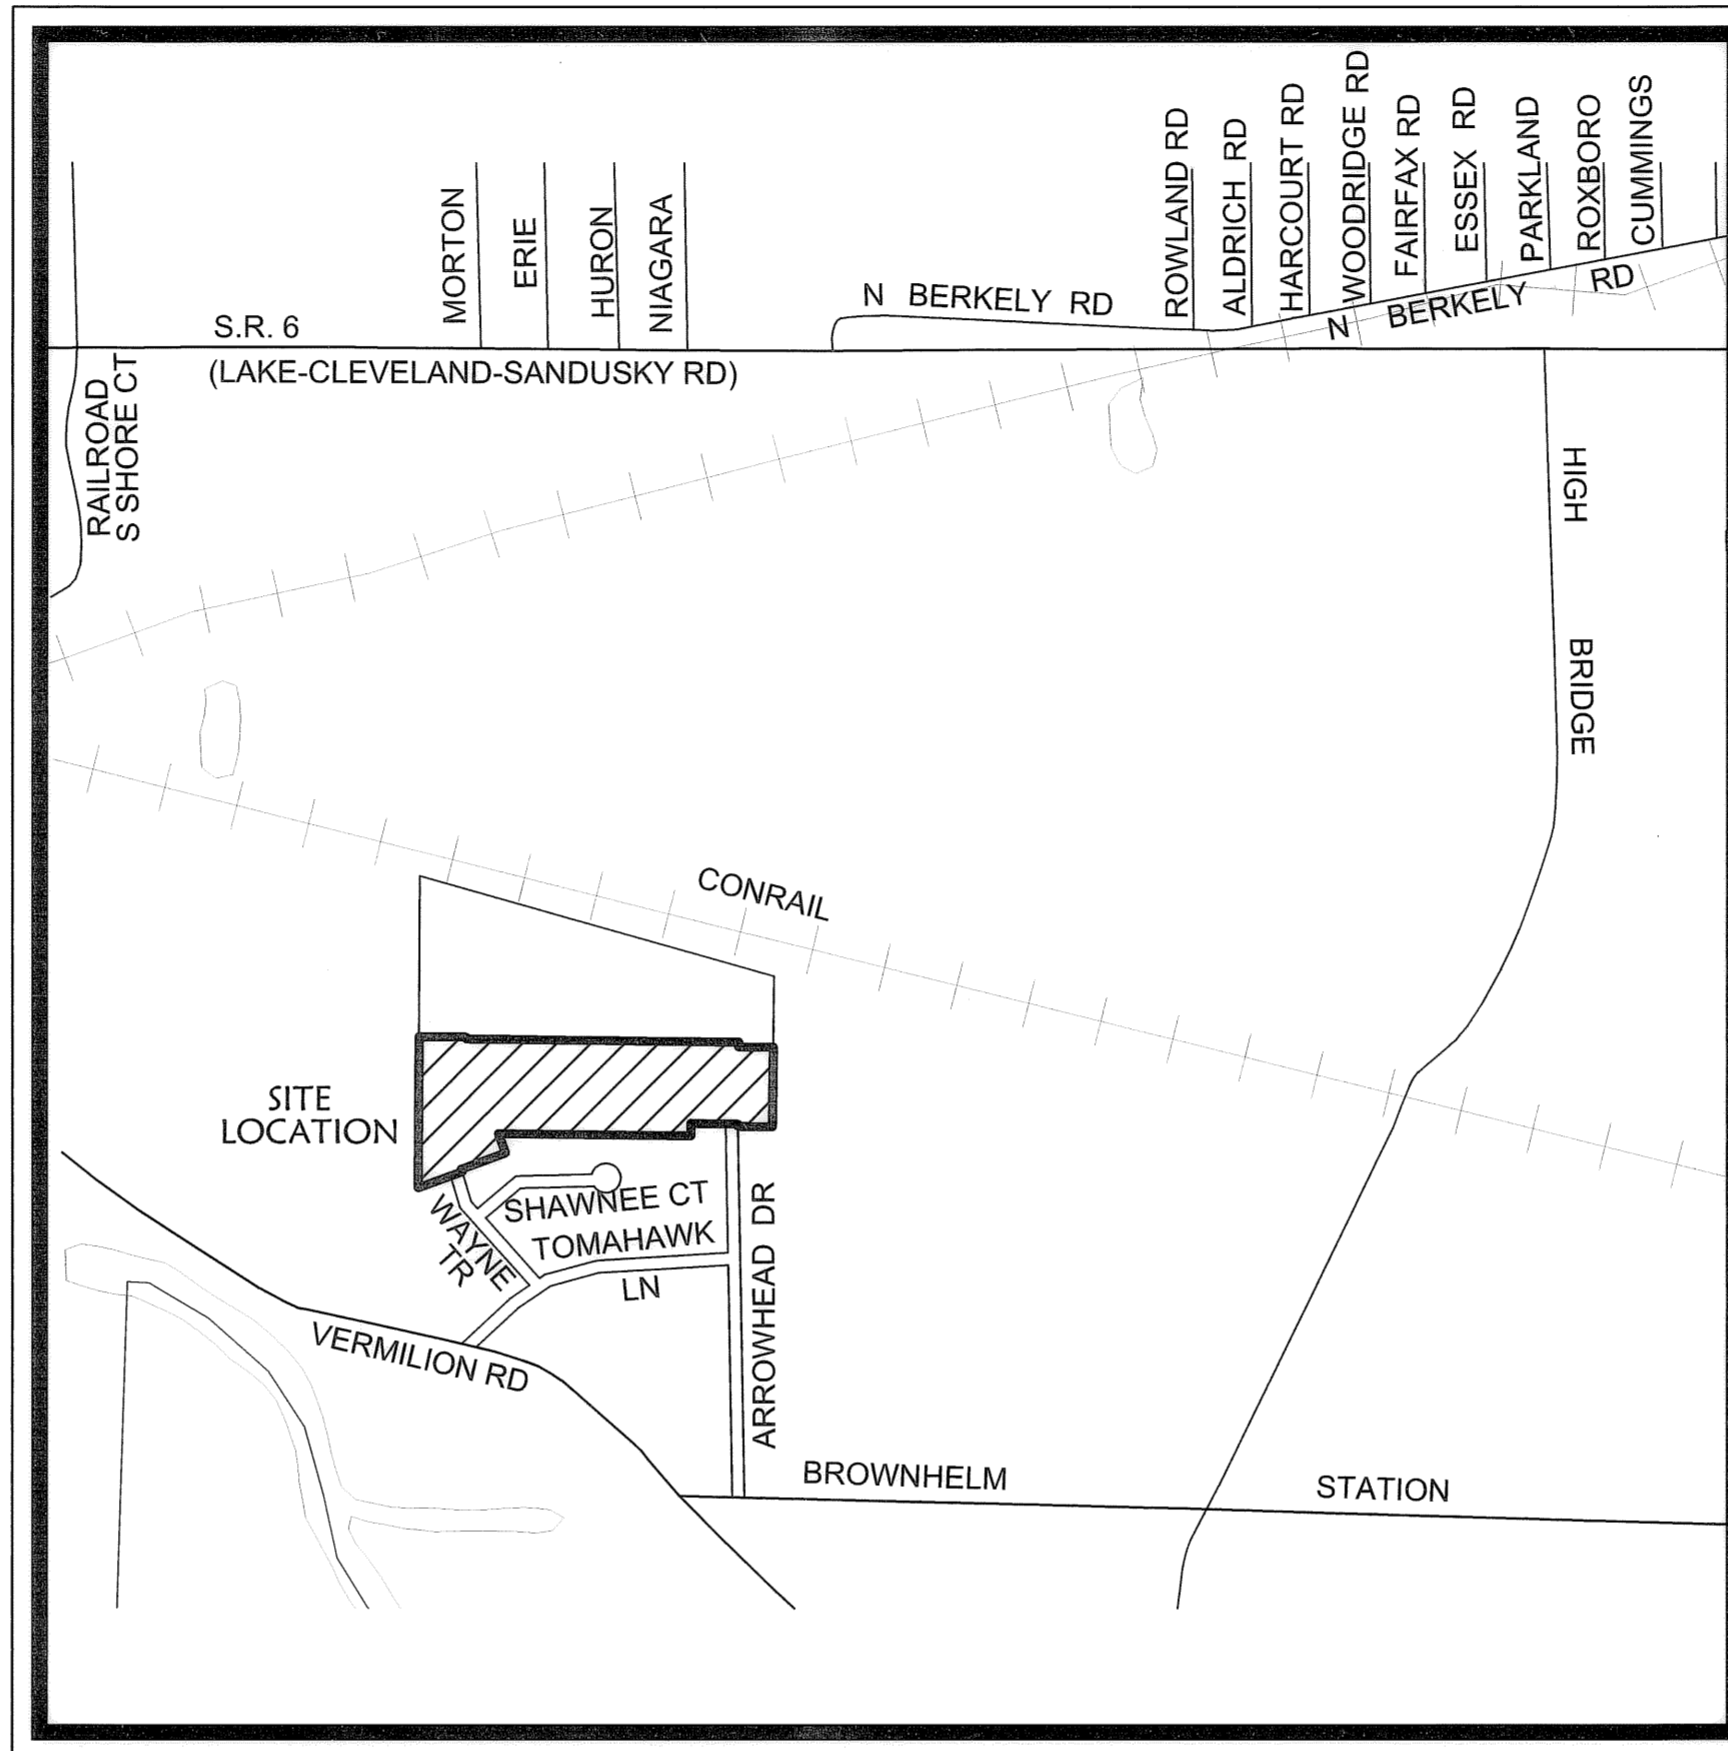 MORTON
ERIE
HURON
NIAGARA
ROWLAND RD
ALDRICH RD
HARCOURT RD
WOODRIDGE RD
FAIRFAX RD
ESSEX RD
PARKLAND
ROXBORO
CUMMINGS
N BERKELY RD
N BERKELY RD
S.R. 6
(LAKE-CLEVELAND-SANDUSKY RD)
RAILROAD
S SHORE CT
HIGH BRIDGE
CONRAIL
SITE
LOCATION
SHAWNEE CT
TOMAHAWK
LN
WAYNE
TR
ARROWHEAD DR
VERMILION RD
BROWNHELM STATION